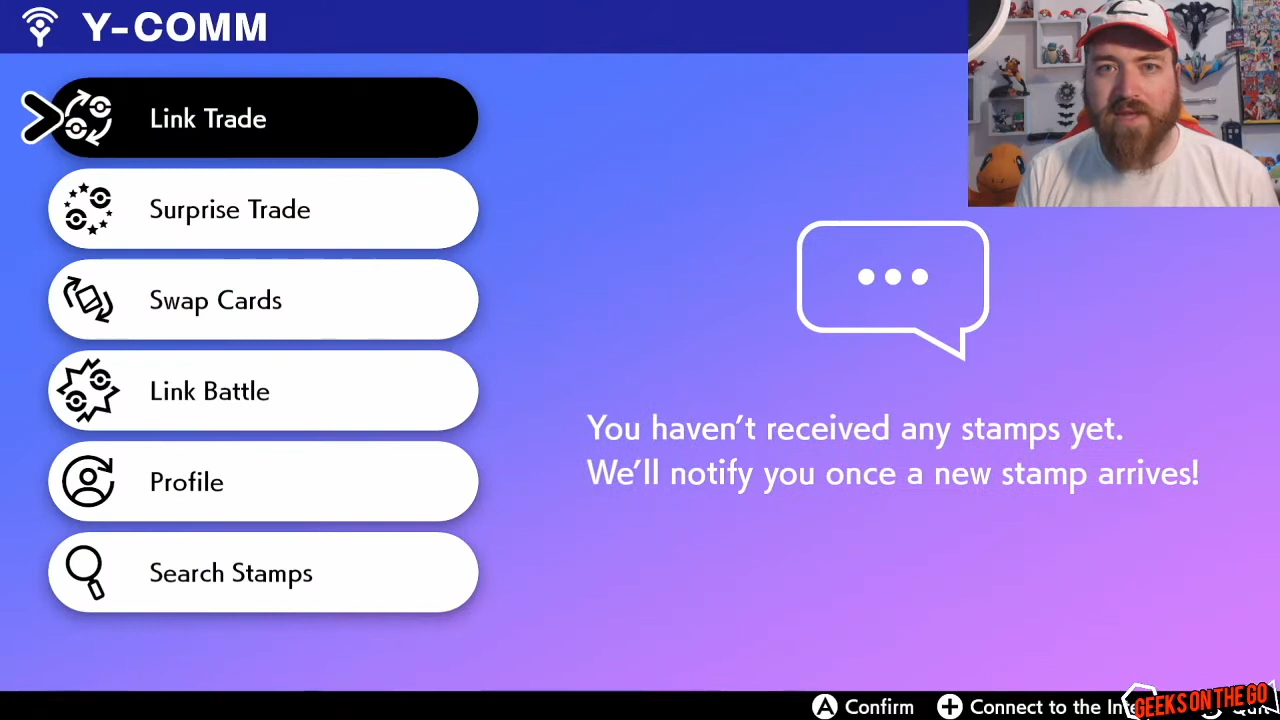 Y-COMM
Link Trade
Surprise Trade
Swap Cards
Link Battle
Profile
Search Stamps
You haven't received any stamps yet.
We'll notify you once a new stamp arrives!
A Confirm + Connect to the Inte
GEEKS ON THE GO